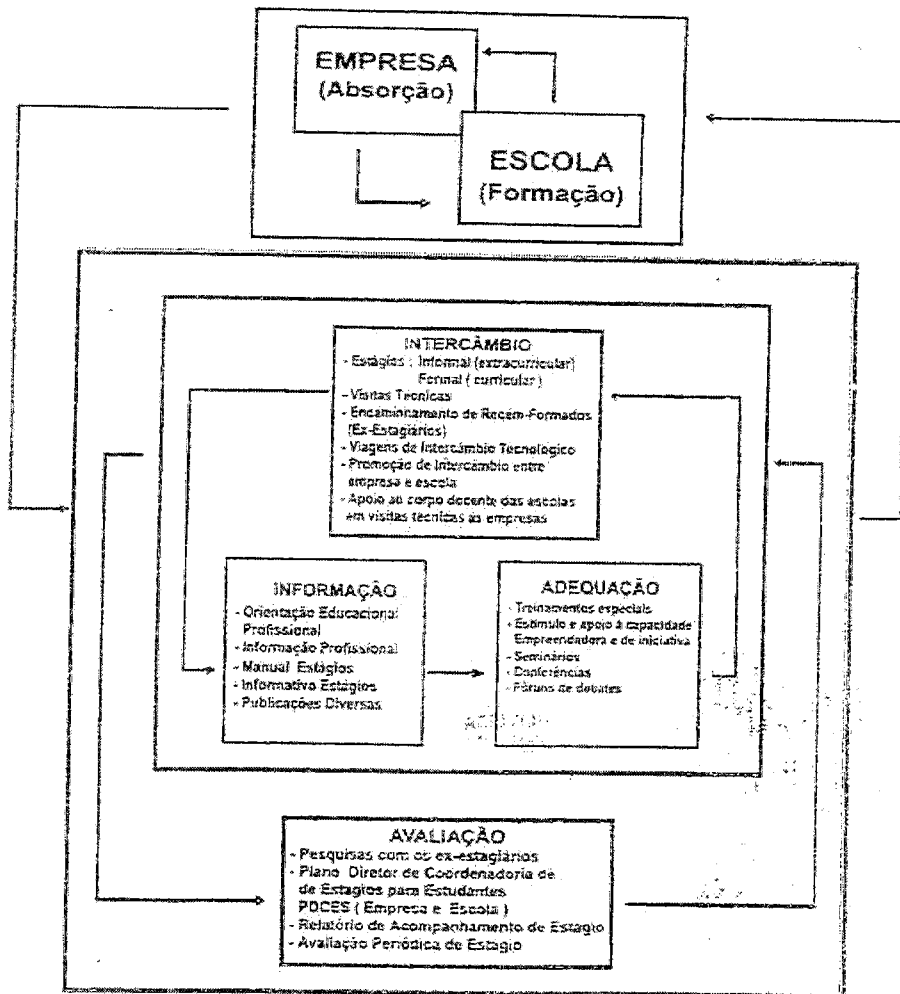 EMPRESA
(Absorção)
ESCOLA
(Formação)
INTERCÂMBIO
- Estágios : Informal (extracurricular)
Formal ( curricular )
- Visitas Técnicas
- Encaminhamento de Recém-Formados
(Ex-Estagiários)
- Viagens de Intercâmbio Tecnológico
- Promoção de Intercâmbio entre
empresa e escola
- Apoio ao corpo docente das escolas
em visitas técnicas às empresas
INFORMAÇÃO
- Orientação Educacional
Profissional
- Informação Profissional
- Manual Estágios
- Informativo Estágios
- Publicações Diversas
ADEQUAÇÃO
- Treinamentos especiais
- Estímulo e apoio à capacidade
Empreendedora e de iniciativa
- Seminários
- Conferências
- Fóruns de debates
AVALIAÇÃO
- Pesquisas com os ex-estagiários
- Plano Diretor de Coordenadoria de
de Estágios para Estudantes
PDCES ( Empresa e Escola )
- Relatório de Acompanhamento de Estágio
- Avaliação Periódica de Estágio